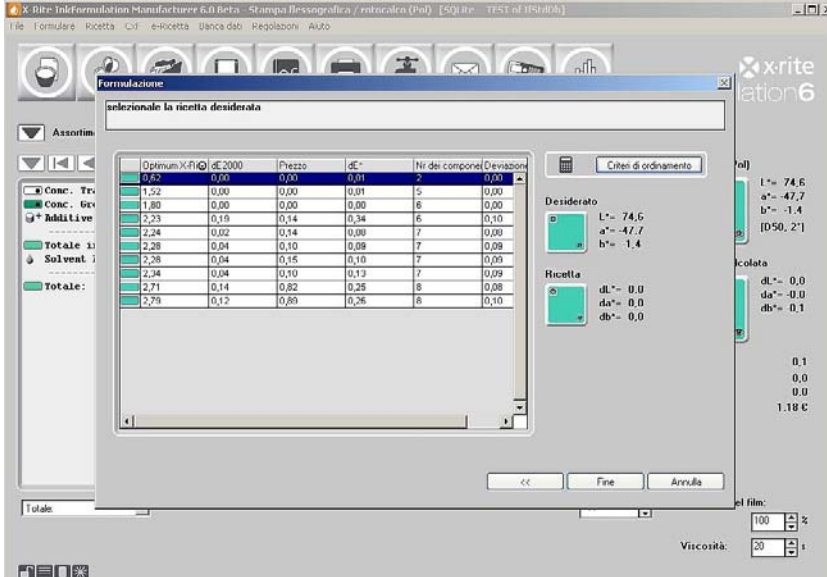 X-Rite InkFormulation Manufacturer 6.0 Beta - Stampa flessografica / rotocalco (Pol) [SQLite TEST of IfStdDb]
File Formulare Ricetta CxF e-Ricetta Banca dati Regolazioni Aiuto
x·rite
lation6
Formulazione
selezionale la ricetta desiderata
Assortim
Optimum X-Ri dE2000 Prezzo dE* Nr dei componei Deviazione
0,62 0,00 0,00 0,01 2 0,00
1,52 0,00 0,00 0,01 5 0,00
1,80 0,00 0,00 0,00 6 0,00
2,23 0,19 0,14 0,34 6 0,10
2,24 0,02 0,14 0,08 7 0,09
2,28 0,04 0,10 0,09 7 0,09
2,28 0,04 0,15 0,10 7 0,09
2,34 0,04 0,10 0,13 7 0,09
2,71 0,14 0,82 0,25 8 0,08
2,79 0,12 0,89 0,26 8 0,10
Criteri di ordinamento
Desiderato
L*= 74,6
a*= -47,7
b*= -1,4
Ricetta
dL*= 0,0
da*= 0,0
db*= 0,0
Conc. Tr
Conc. Gr
Additive
Totale i
Solvent
Totale:
Pol)
L*= 74,6
a*= -47,7
b*= -1,4
[D50, 2°]
lcolata
dL*= 0,0
da*= -0,0
db*= 0,1
0,1
0,0
0,0
1,18 €
<< Fine Annulla
Totale:
el film:
100 %
Viscosità: 20 s